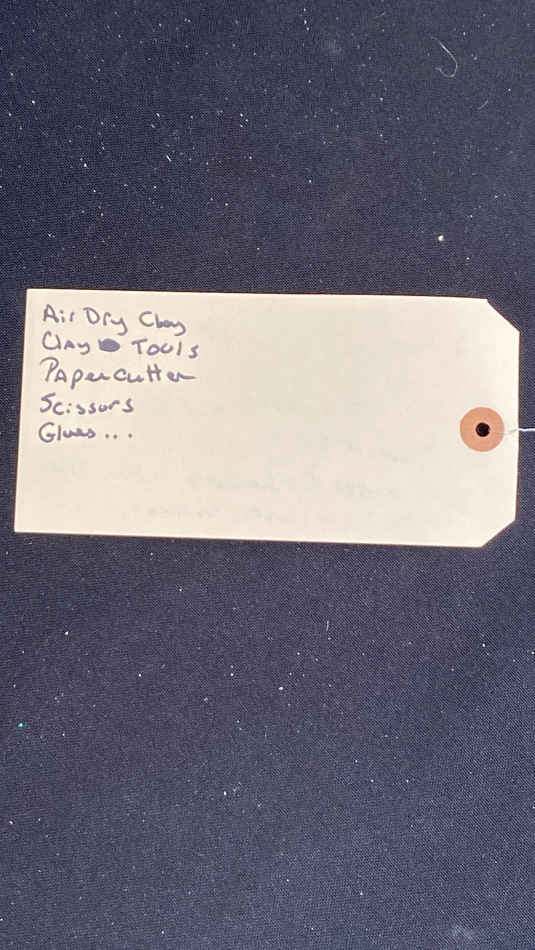 Air Dry Clay
Clay Tools
Papercutter
Scissors
Glues...